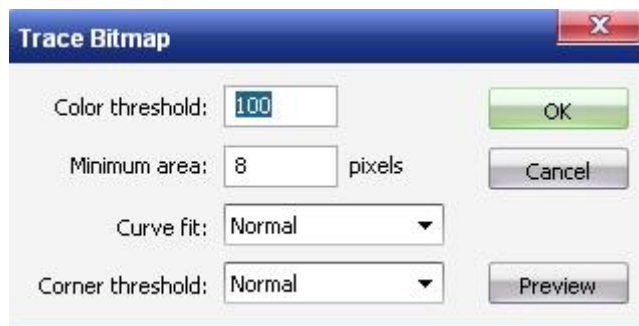 Trace Bitmap
Color threshold: 100 OK
Minimum area: 8 pixels Cancel
Curve fit: Normal
Corner threshold: Normal Preview